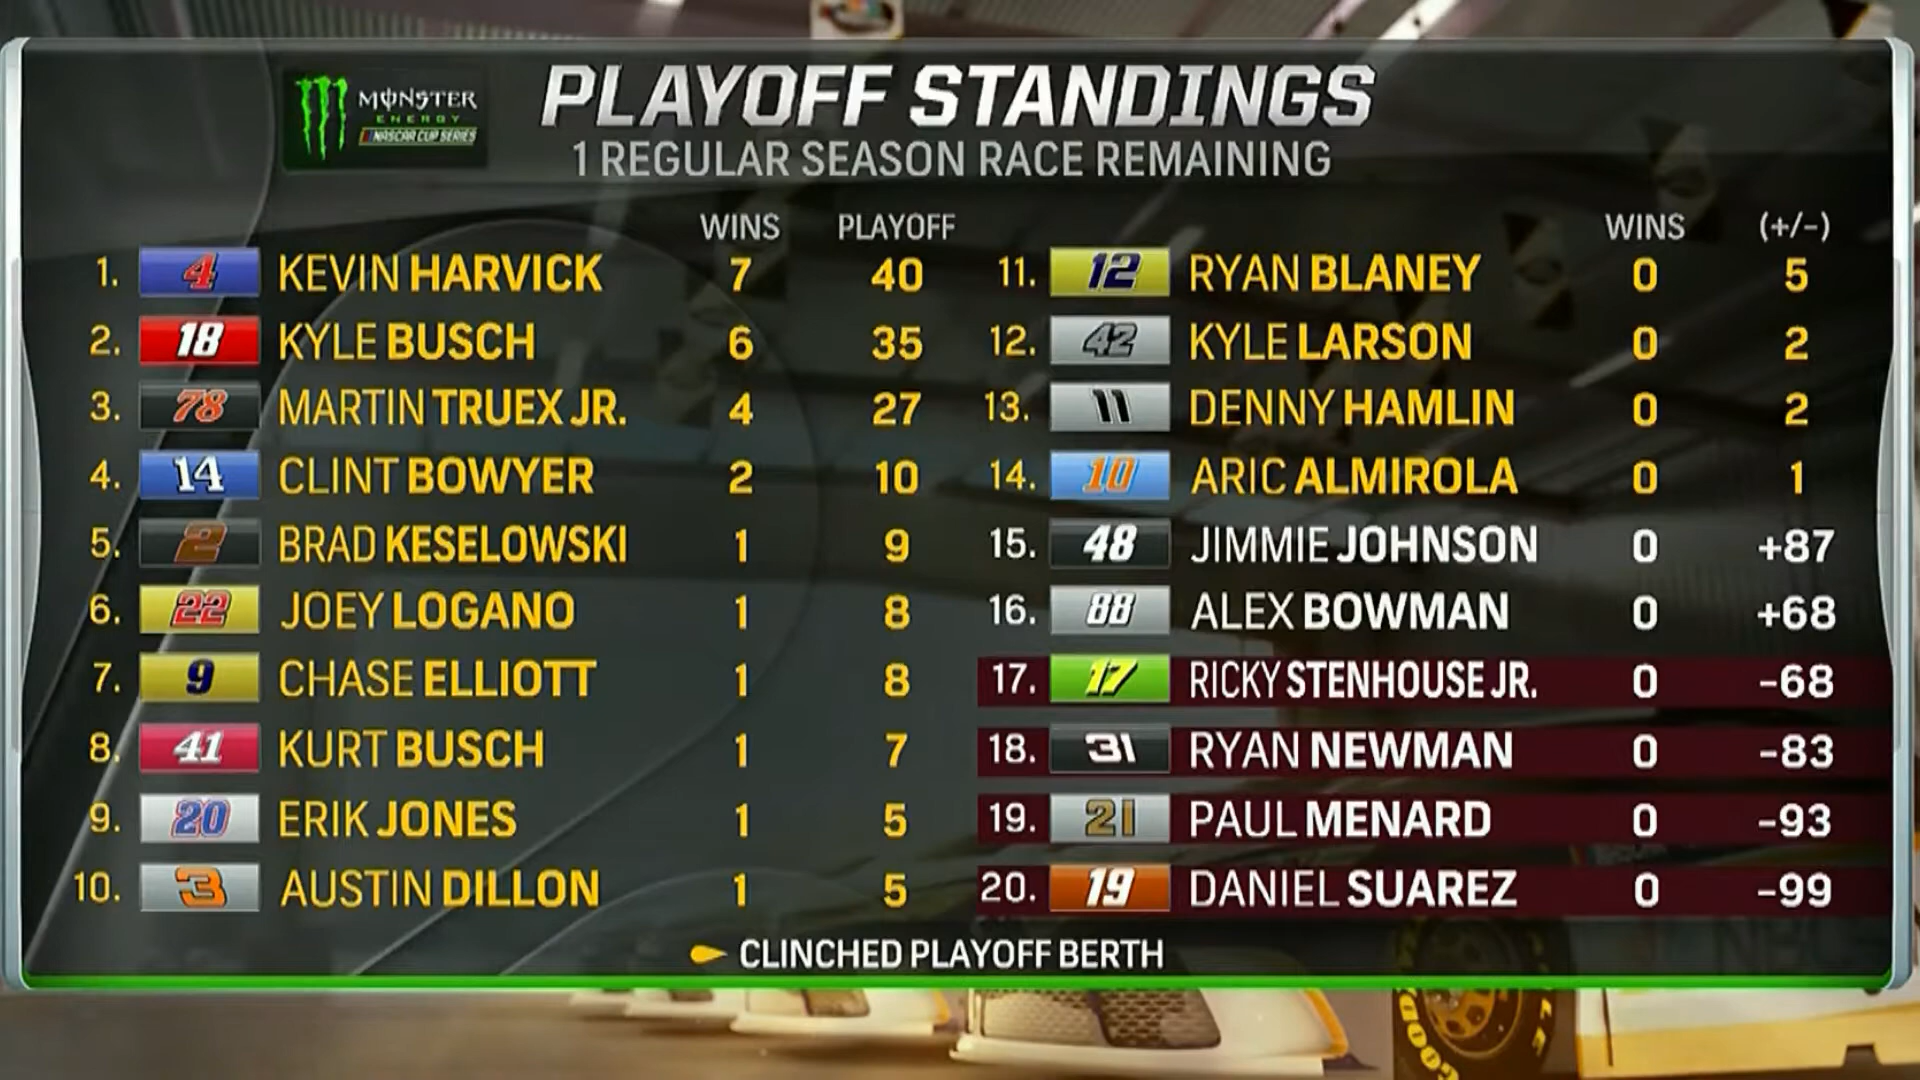 MONSTER
ENERGY
NASCAR CUP SERIES
PLAYOFF STANDINGS
1 REGULAR SEASON RACE REMAINING
WINS PLAYOFF
1. 4 KEVIN HARVICK 7 40
2. 18 KYLE BUSCH 6 35
3. 78 MARTIN TRUEX JR. 4 27
4. 14 CLINT BOWYER 2 10
5. 2 BRAD KESELOWSKI 1 9
6. 22 JOEY LOGANO 1 8
7. 9 CHASE ELLIOTT 1 8
8. 41 KURT BUSCH 1 7
9. 20 ERIK JONES 1 5
10. 3 AUSTIN DILLON 1 5
WINS (+/-)
11. 12 RYAN BLANEY 0 5
12. 42 KYLE LARSON 0 2
13. 11 DENNY HAMLIN 0 2
14. 10 ARIC ALMIROLA 0 1
15. 48 JIMMIE JOHNSON 0 +87
16. 88 ALEX BOWMAN 0 +68
17. 17 RICKY STENHOUSE JR. 0 -68
18. 31 RYAN NEWMAN 0 -83
19. 21 PAUL MENARD 0 -93
20. 19 DANIEL SUAREZ 0 -99
CLINCHED PLAYOFF BERTH